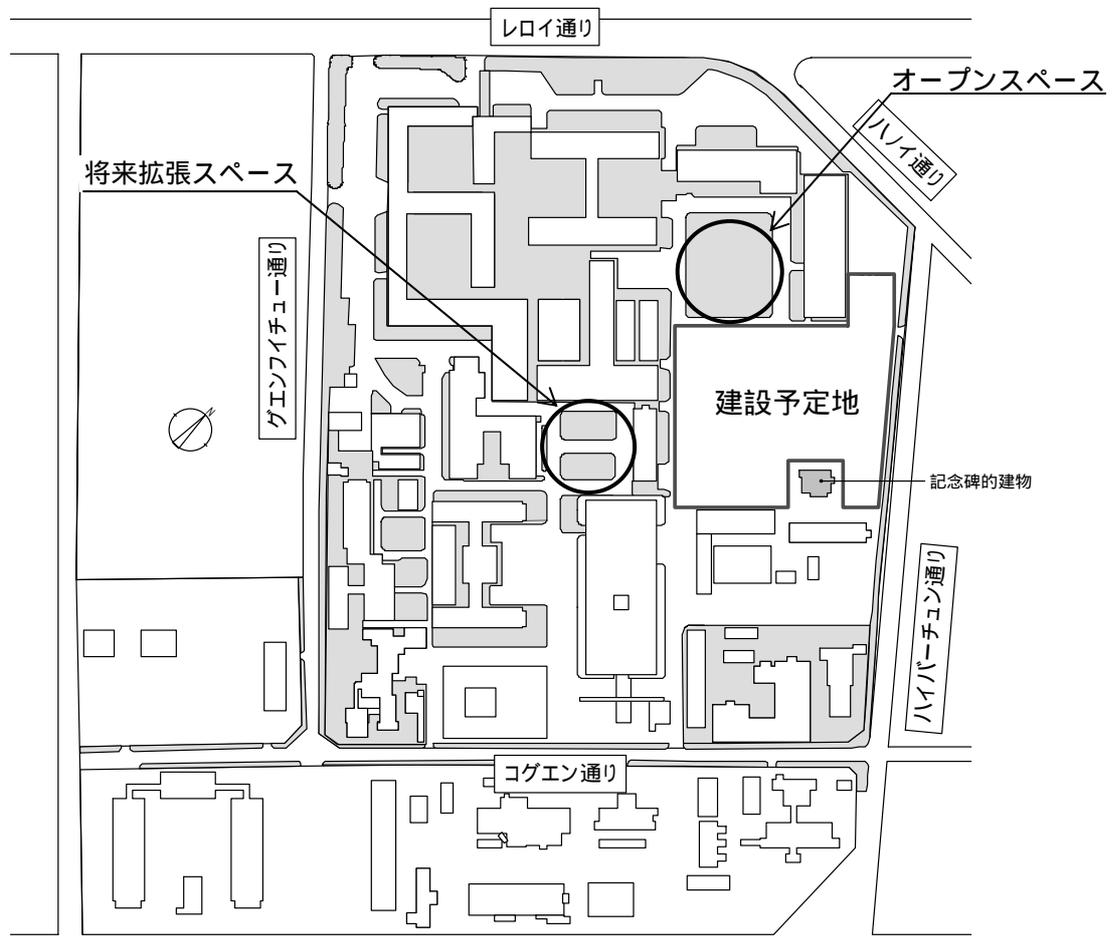 レロイ通り
オープンスペース
ハノイ通り
将来拡張スペース
グエンフイチュー通り
建設予定地
記念碑的建物
ハイバーチュン通り
コグエン通り